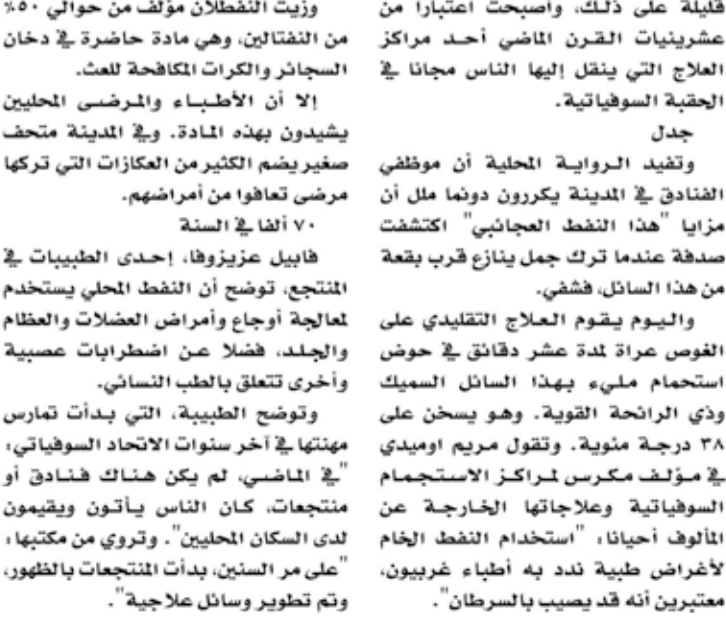 قليلة على ذلك، وأصبحت اعتبارا من
عشرينيات القرن الماضي أحد مراكز
العلاج التي ينقل إليها الناس مجانا في
الحقبة السوفياتية.
جدل
وتفيد الرواية المحلية أن موظفي
الفنادق في المدينة يكررون دونما ملل أن
مزايا "هذا النفط العجائبي" اكتشفت
صدفة عندما ترك جمل ينازع قرب بقعة
من هذا السائل، فشفي.
واليوم يقوم العلاج التقليدي على
الغوص عراة لمدة عشر دقائق في حوض
استحمام مليء بهذا السائل السميك
وذي الرائحة القوية. وهو يسخن على
٣٨ درجة مئوية. وتقول مريم اوميدي
في مؤلف مكرس لمراكز الاستجمام
السوفياتية وعلاجاتها الخارجة عن
المألوف أحيانا: "استخدام النفط الخام
لأغراض طبية ندد به أطباء غربيون،
معتبرين أنه قد يصيب بالسرطان".
وزيت النفطلان مؤلف من حوالي ٥٠%
من النفتالين، وهي مادة حاضرة في دخان
السجائر والكرات المكافحة للعث.
إلا أن الأطباء والمرضى المحليين
يشيدون بهذه المادة. وفي المدينة متحف
صغير يضم الكثير من العكازات التي تركها
مرضى تعافوا من أمراضهم.
٧٠ ألفا في السنة
فابيل عزيزوفا، إحدى الطبيبات في
المنتجع، توضح أن النفط المحلي يستخدم
لمعالجة أوجاع وأمراض العضلات والعظام
والجلد، فضلا عن اضطرابات عصبية
وأخرى تتعلق بالطب النسائي.
وتوضح الطبيبة، التي بدأت تمارس
مهنتها في آخر سنوات الاتحاد السوفياتي:
"في الماضي، لم يكن هناك فنادق أو
منتجعات، كان الناس يأتون ويقيمون
لدى السكان المحليين". وتروي من مكتبها:
"على مر السنين، بدأت المنتجعات بالظهور،
وتم تطوير وسائل علاجية".